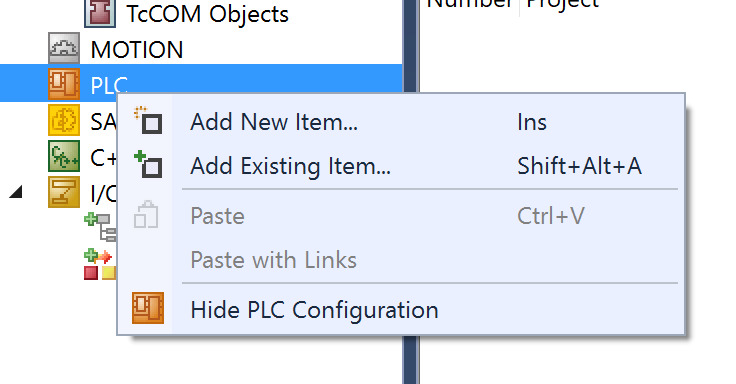 Number Project
TcCOM Objects
MOTION
PLC
SA
C+
I/O
Add New Item... Ins
Add Existing Item... Shift+Alt+A
Paste Ctrl+V
Paste with Links
Hide PLC Configuration